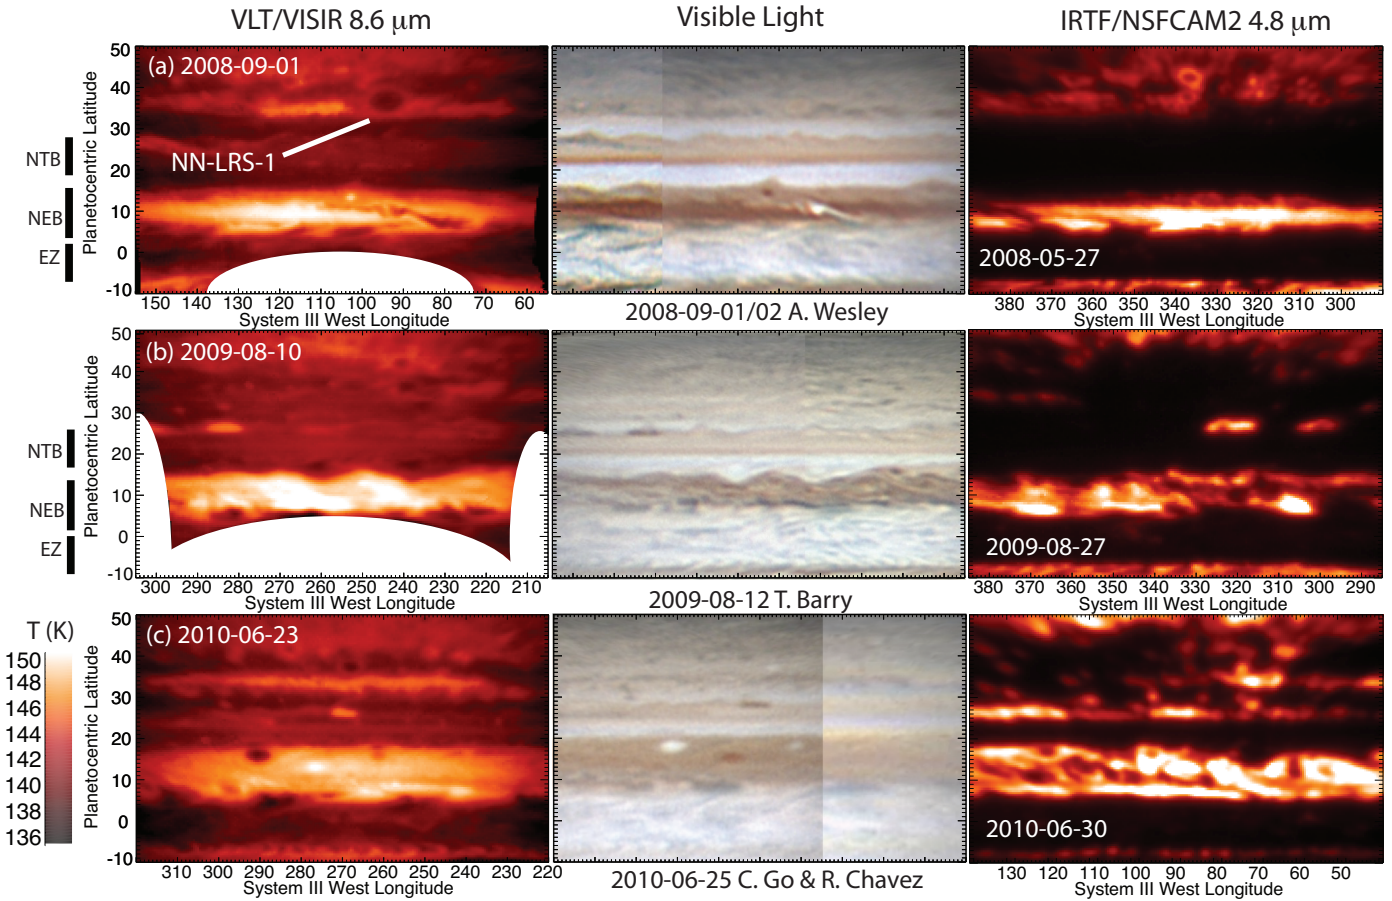 VLT/VISIR 8.6 μm
Visible Light
IRTF/NSFCAM2 4.8 μm
(a) 2008-09-01
NN-LRS-1
Planetocentric Latitude
50
40
30
20
10
0
-10
NTB
NEB
EZ
150 140 130 120 110 100 90 80 70 60
System III West Longitude
2008-09-01/02 A. Wesley
2008-05-27
380 370 360 350 340 330 320 310 300
System III West Longitude
(b) 2009-08-10
Planetocentric Latitude
50
40
30
20
10
0
-10
NTB
NEB
EZ
300 290 280 270 260 250 240 230 220 210
System III West Longitude
2009-08-12 T. Barry
2009-08-27
380 370 360 350 340 330 320 310 300 290
System III West Longitude
(c) 2010-06-23
Planetocentric Latitude
50
40
30
20
10
0
-10
T (K)
150
148
146
144
142
140
138
136
310 300 290 280 270 260 250 240 230 220
System III West Longitude
2010-06-25 C. Go & R. Chavez
2010-06-30
130 120 110 100 90 80 70 60 50
System III West Longitude